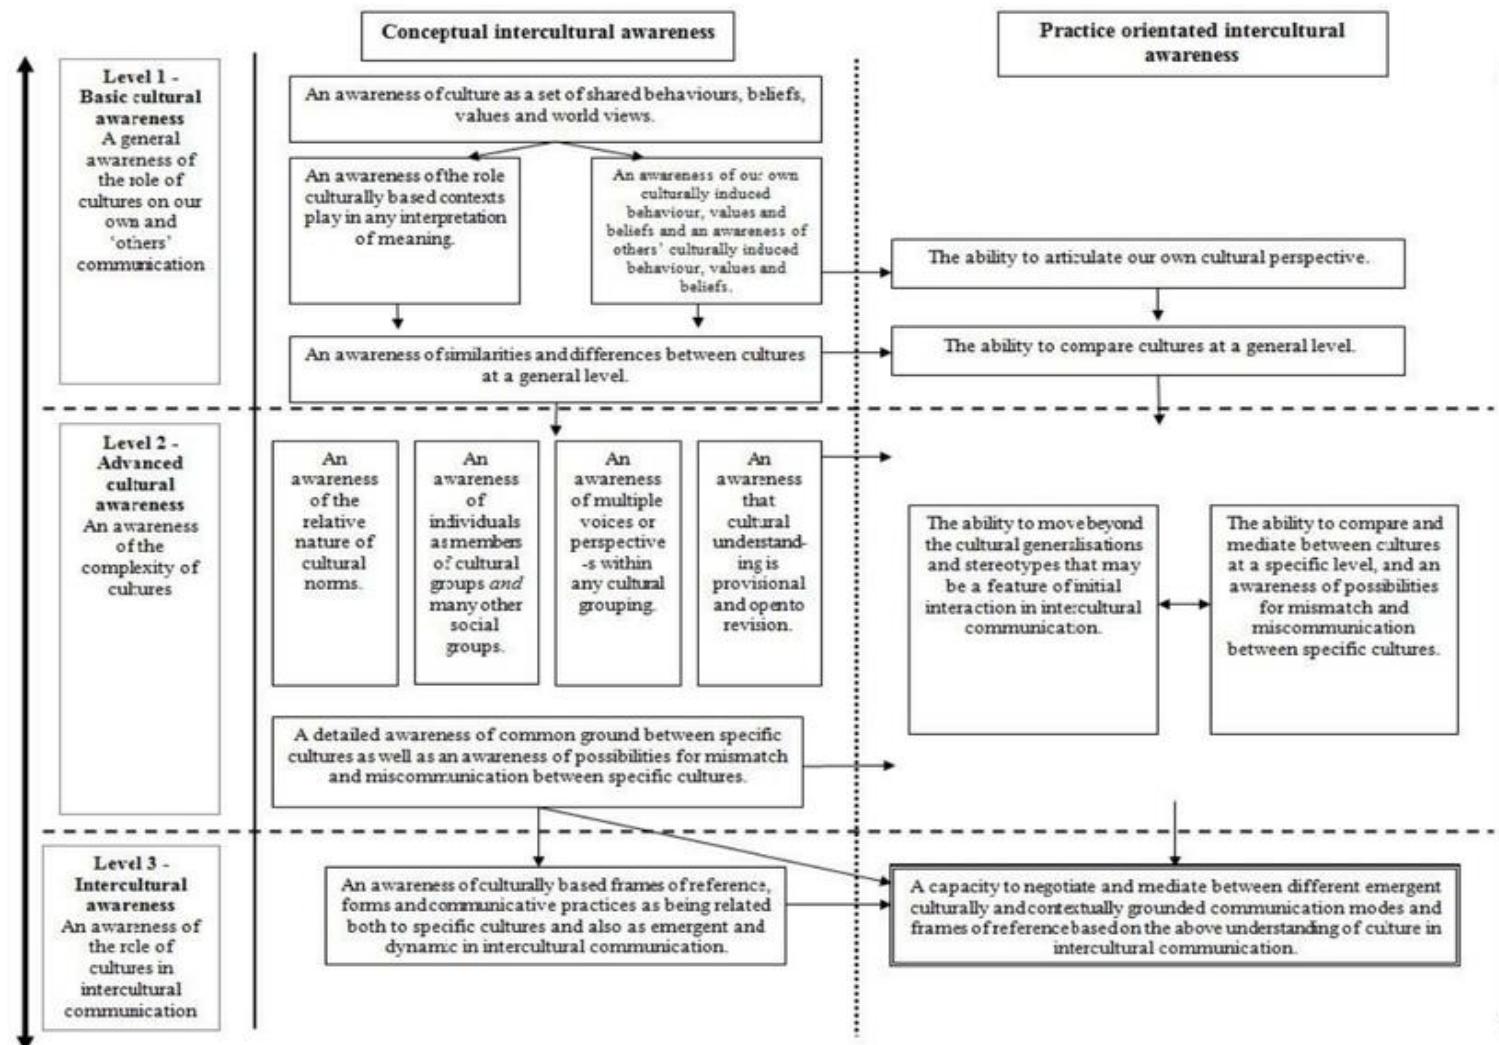 Conceptual intercultural awareness
Practice orientated intercultural
awareness
Level 1 -
Basic cultural
awareness
A general
awareness of
the role of
cultures on our
own and
‘others’
communication
An awareness of culture as a set of shared behaviours, beliefs,
values and world views.
An awareness of the role
culturally based contexts
play in any interpretation
of meaning.
An awareness of our own
culturally induced
behaviour, values and
beliefs and an awareness of
others’ culturally induced
behaviour, values and
beliefs.
The ability to articulate our own cultural perspective.
An awareness of similarities and differences between cultures
at a general level.
The ability to compare cultures at a general level.
Level 2 -
Advanced
cultural
awareness
An awareness
of the
complexity of
cultures
An
awareness
of the
relative
nature of
cultural
norms.
An
awareness
of
individuals
as members
of cultural
groups and
many other
social
groups.
An
awareness
of multiple
voices or
perspective
-s within
any cultural
grouping.
An
awareness
that
cultural
understand-
ing is
provisional
and open to
revision.
The ability to move beyond
the cultural generalisations
and stereotypes that may
be a feature of initial
interaction in intercultural
communication.
The ability to compare and
mediate between cultures
at a specific level, and an
awareness of possibilities
for mismatch and
miscommunication
between specific cultures.
A detailed awareness of common ground between specific
cultures as well as an awareness of possibilities for mismatch
and miscommunication between specific cultures.
Level 3 -
Intercultural
awareness
An awareness of
the role of
cultures in
intercultural
communication
An awareness of culturally based frames of reference,
forms and communicative practices as being related
both to specific cultures and also as emergent and
dynamic in intercultural communication.
A capacity to negotiate and mediate between different emergent
culturally and contextually grounded communication modes and
frames of reference based on the above understanding of culture in
intercultural communication.